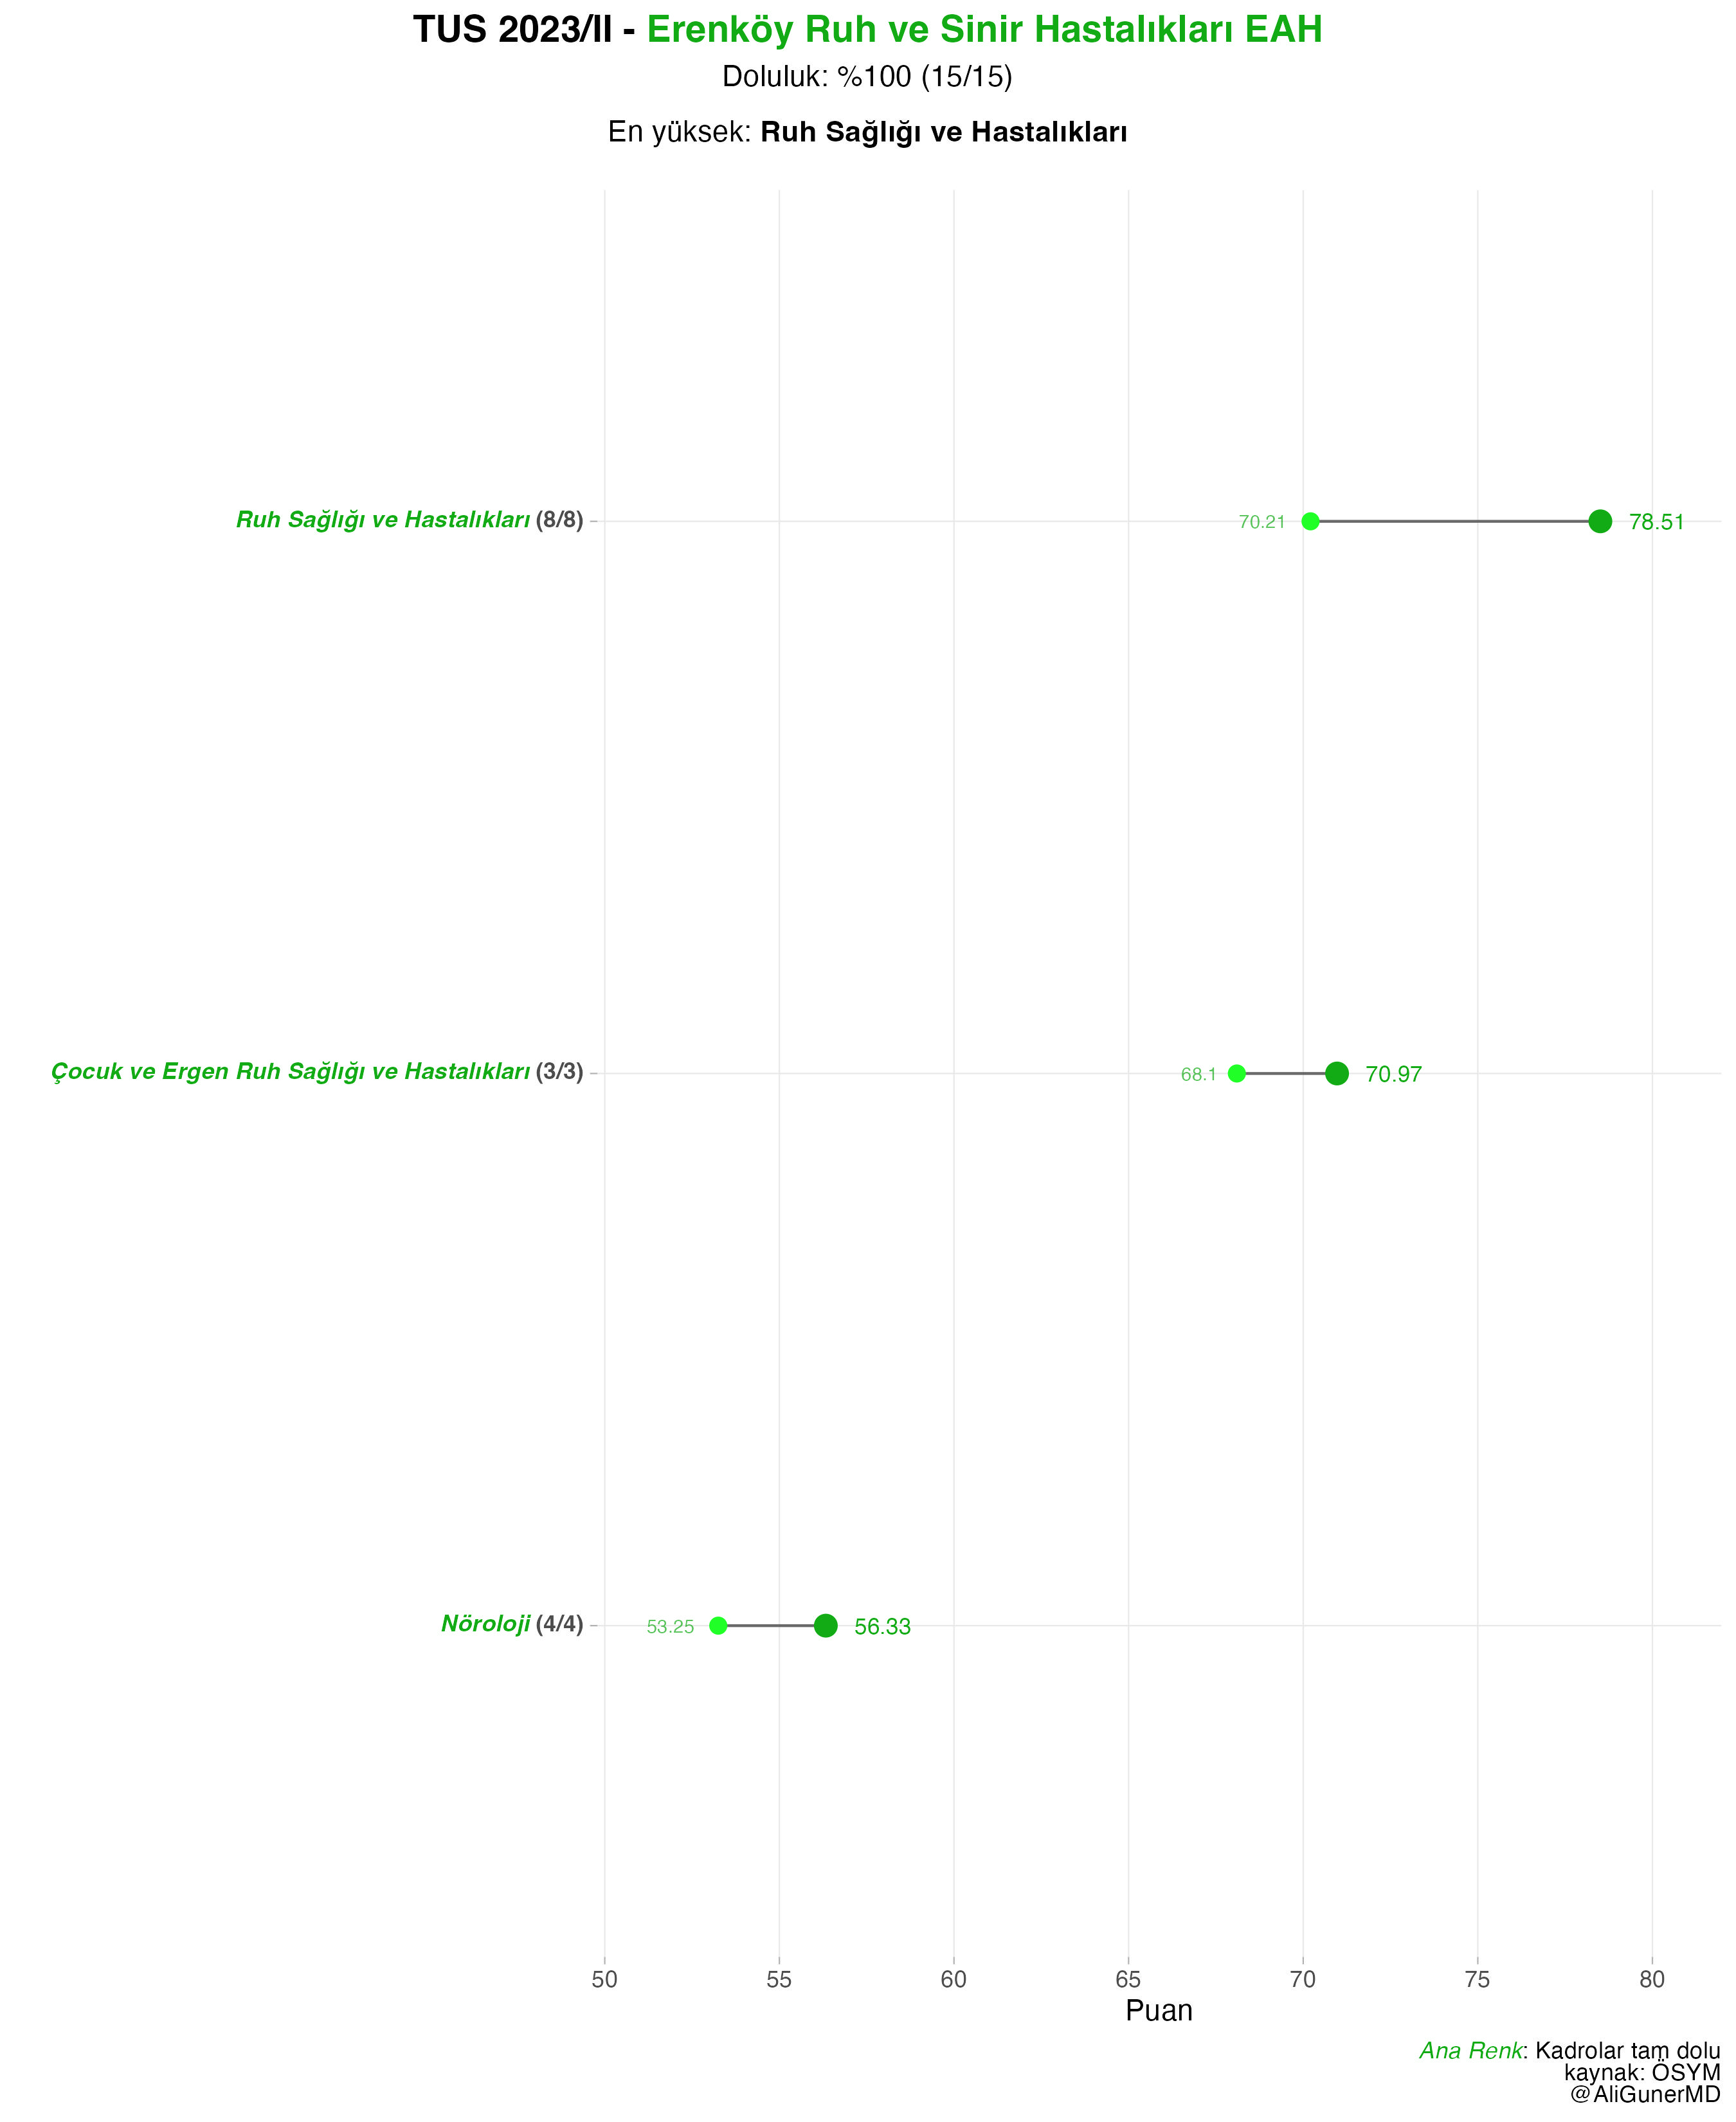 TUS 2023/II - Erenköy Ruh ve Sinir Hastalıkları EAH
Doluluk: %100 (15/15)
En yüksek: Ruh Sağlığı ve Hastalıkları
Ruh Sağlığı ve Hastalıkları (8/8)
70.21
78.51
Çocuk ve Ergen Ruh Sağlığı ve Hastalıkları (3/3)
68.1
70.97
Nöroloji (4/4)
53.25
56.33
50 55 60 65 70 75 80
Puan
Ana Renk: Kadrolar tam dolu
kaynak: ÖSYM
@AliGunerMD